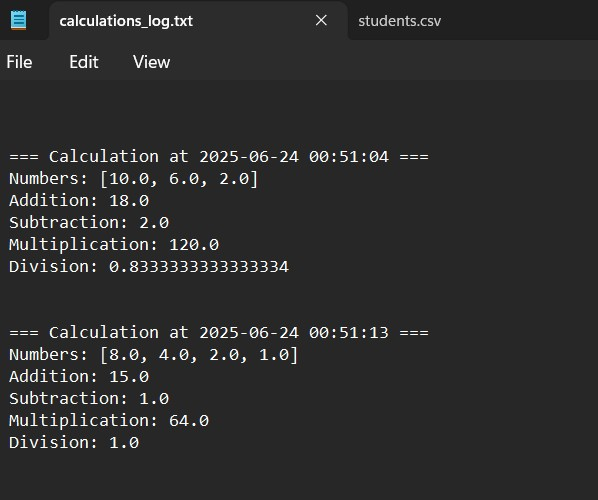 calculations_log.txt students.csv
File Edit View
=== Calculation at 2025-06-24 00:51:04 ===
Numbers: [10.0, 6.0, 2.0]
Addition: 18.0
Subtraction: 2.0
Multiplication: 120.0
Division: 0.8333333333333334
=== Calculation at 2025-06-24 00:51:13 ===
Numbers: [8.0, 4.0, 2.0, 1.0]
Addition: 15.0
Subtraction: 1.0
Multiplication: 64.0
Division: 1.0